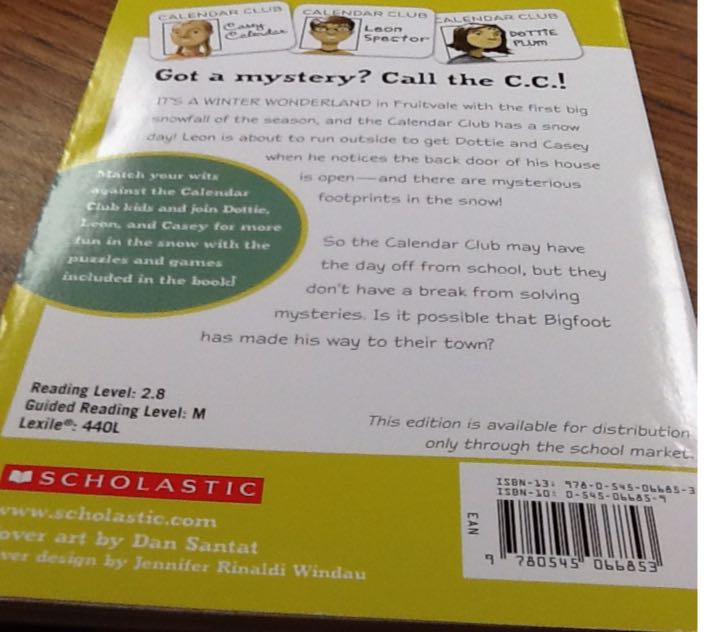 CALENDAR CLUB
Casey
Calendar
CALENDAR CLUB
Leon
Spector
CALENDAR CLUB
DOTTIE
PLUM
Got a mystery? Call the C.C.!
IT'S A WINTER WONDERLAND in Fruitvale with the first big
snowfall of the season, and the Calendar Club has a snow
day! Leon is about to run outside to get Dottie and Casey
when he notices the back door of his house
is open—and there are mysterious
footprints in the snow!
Match your wits
against the Calendar
Club kids and join Dottie,
Leon, and Casey for more
fun in the snow with the
puzzles and games
included in the book!
So the Calendar Club may have
the day off from school, but they
don't have a break from solving
mysteries. Is it possible that Bigfoot
has made his way to their town?
Reading Level: 2.8
Guided Reading Level: M
Lexile®: 440L
This edition is available for distribution
only through the school market.
SCHOLASTIC
www.scholastic.com
over art by Dan Santat
ver design by Jennifer Rinaldi Windau
ISBN-13: 978-0-545-06685-3
ISBN-10: 0-545-06685-9
EAN
9 780545 066853